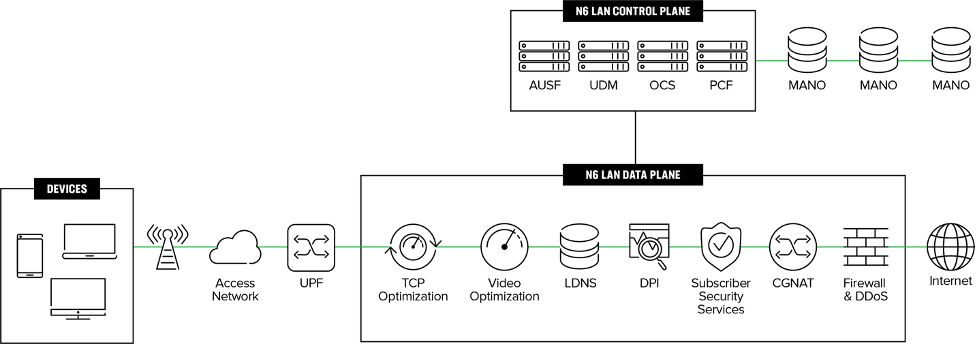 N6 LAN CONTROL PLANE
AUSF
UDM
OCS
PCF
MANO
MANO
MANO
N6 LAN DATA PLANE
DEVICES
Access
Network
UPF
TCP
Optimization
Video
Optimization
LDNS
DPI
Subscriber
Security
Services
CGNAT
Firewall
& DDoS
Internet